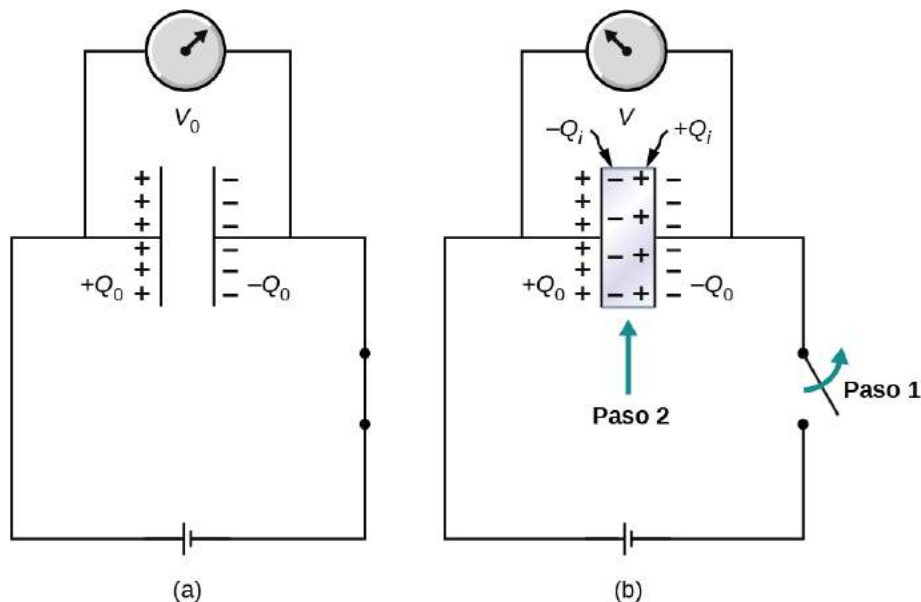 V₀
+Q₀
−Q₀
(a)
V
−Qᵢ
+Qᵢ
+Q₀
−Q₀
Paso 1
Paso 2
(b)